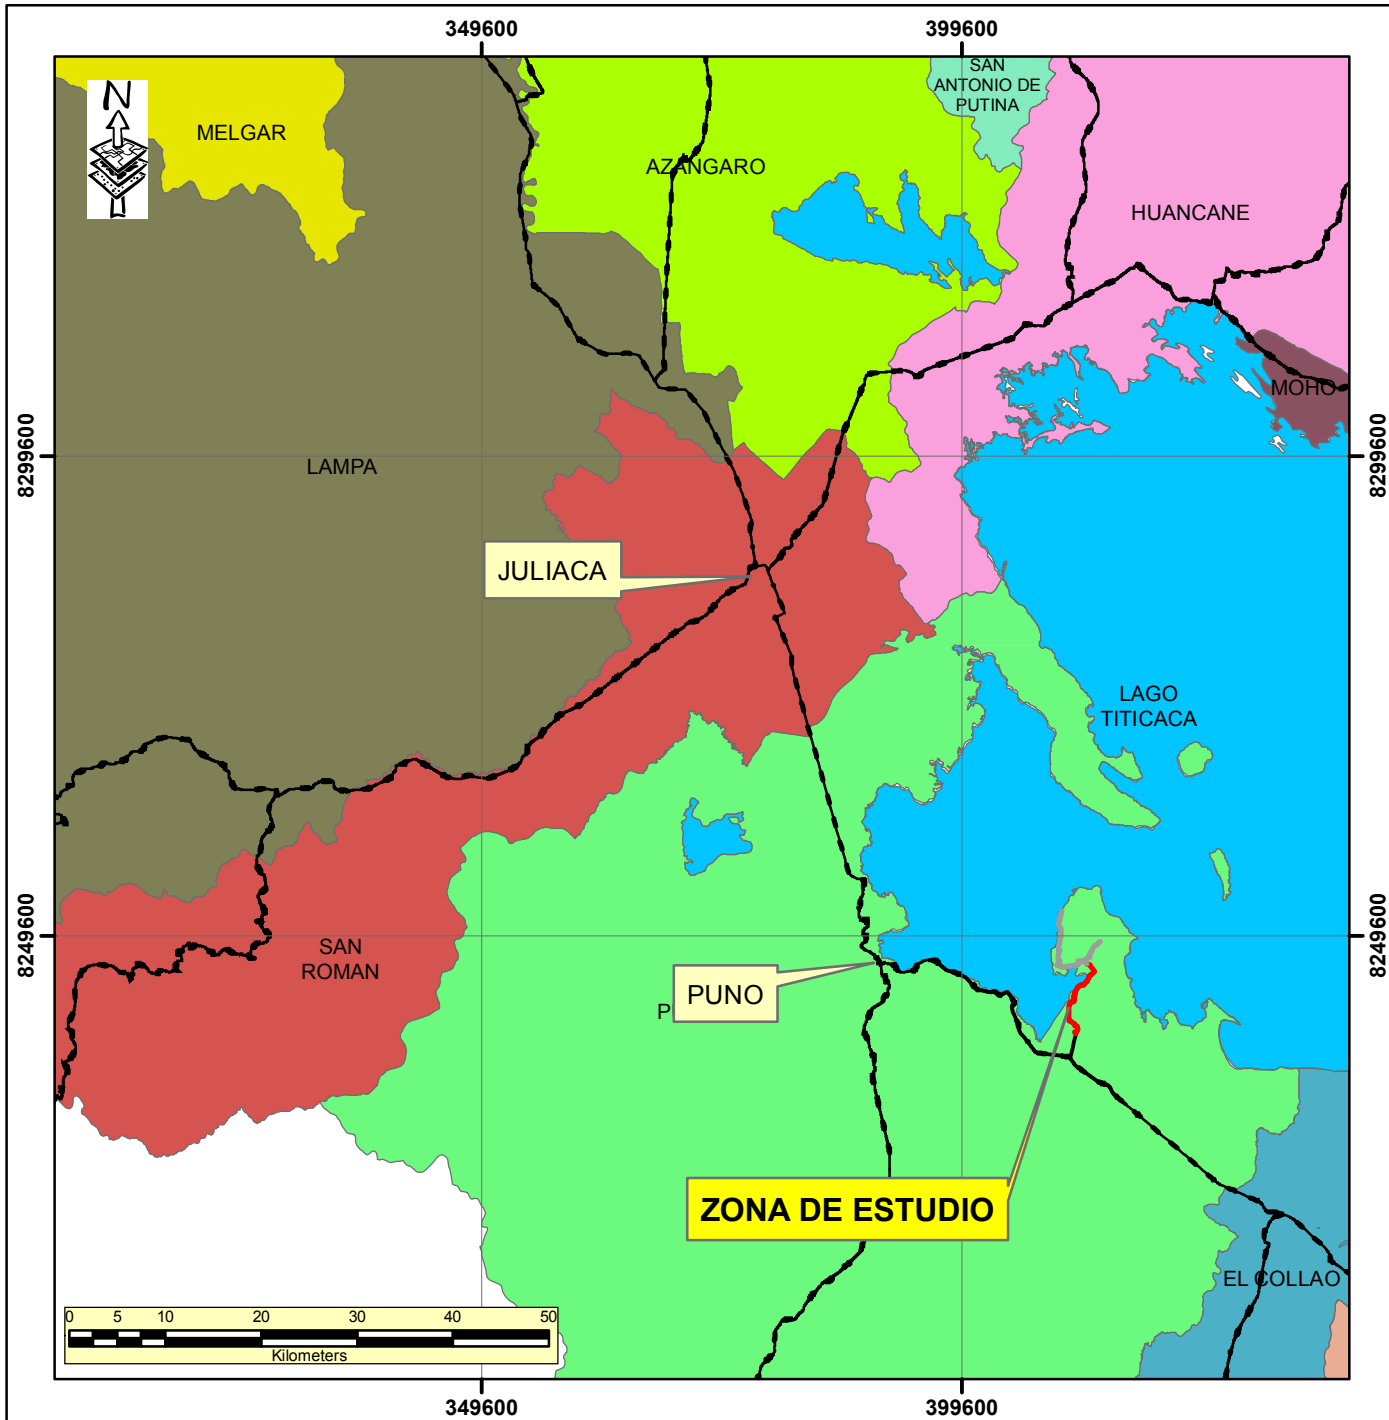 349600
399600
N
SAN
ANTONIO DE
PUTINA
MELGAR
AZANGARO
HUANCANE
MOHO
8299600
8299600
LAMPA
JULIACA
LAGO
TITICACA
8249600
8249600
SAN
ROMAN
PUNO
P
ZONA DE ESTUDIO
EL COLLAO
0 5 10 20 30 40 50
Kilometers
349600
399600